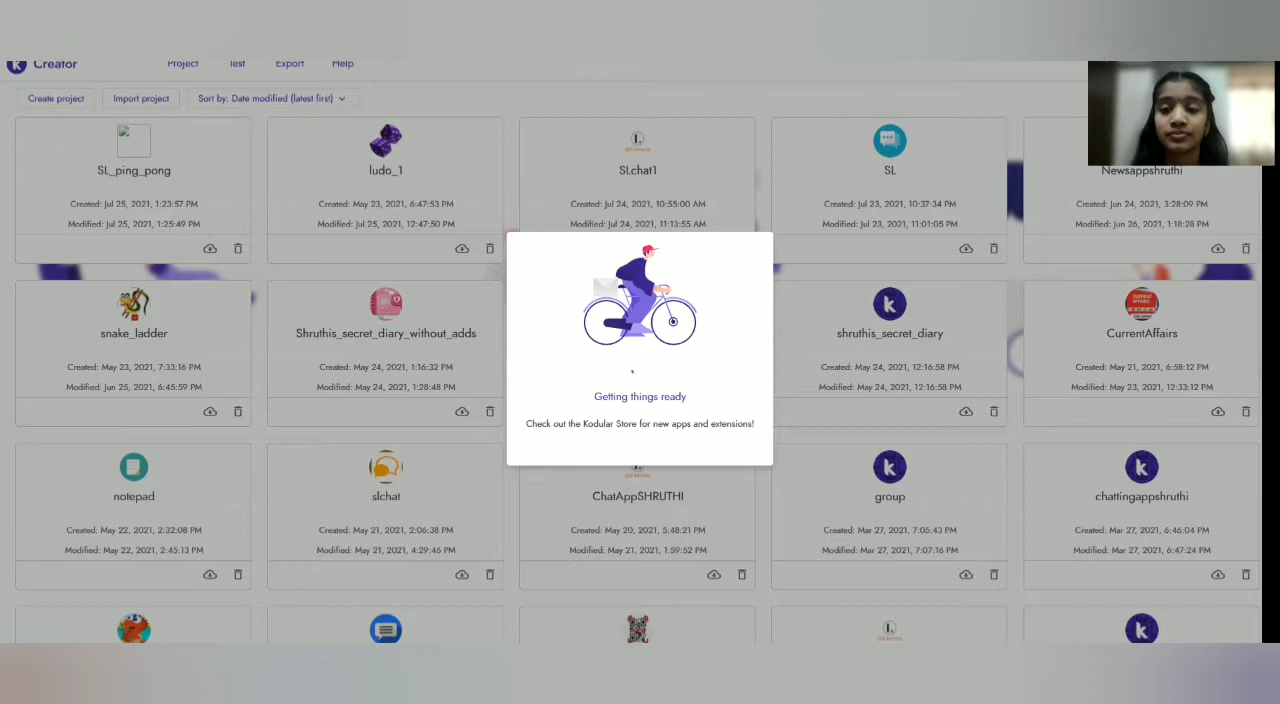 Creator
Project
Test
Export
Help
Create project
Import project
Sort by: Date modified (latest first)
SL_ping_pong
Created: Jul 25, 2021, 1:23:57 PM
Modified: Jul 25, 2021, 1:25:49 PM
ludo_1
Created: May 23, 2021, 6:47:53 PM
Modified: Jul 25, 2021, 12:47:50 PM
SLchat1
Created: Jul 24, 2021, 10:55:00 AM
Modified: Jul 24, 2021, 11:13:55 AM
SL
Created: Jul 23, 2021, 10:37:34 PM
Modified: Jul 23, 2021, 11:01:05 PM
Newsappshruthi
Created: Jun 24, 2021, 3:28:09 PM
Modified: Jun 26, 2021, 1:18:28 PM
snake_ladder
Created: May 23, 2021, 7:33:16 PM
Modified: Jun 25, 2021, 6:45:59 PM
Shruthis_secret_diary_without_adds
Created: May 24, 2021, 1:16:32 PM
Modified: May 24, 2021, 1:28:48 PM
Getting things ready
Check out the Kodular Store for new apps and extensions!
shruthis_secret_diary
Created: May 24, 2021, 12:16:58 PM
Modified: May 24, 2021, 12:16:58 PM
CURRENT
CurrentAffairs
Created: May 21, 2021, 6:58:12 PM
Modified: May 23, 2021, 12:33:12 PM
notepad
Created: May 22, 2021, 2:32:08 PM
Modified: May 22, 2021, 2:45:13 PM
slchat
Created: May 21, 2021, 2:06:38 PM
Modified: May 21, 2021, 4:29:46 PM
ChatAppSHRUTHI
Created: May 20, 2021, 5:48:21 PM
Modified: May 21, 2021, 1:59:52 PM
group
Created: Mar 27, 2021, 7:05:43 PM
Modified: Mar 27, 2021, 7:07:16 PM
chattingappshruthi
Created: Mar 27, 2021, 6:46:04 PM
Modified: Mar 27, 2021, 6:47:24 PM